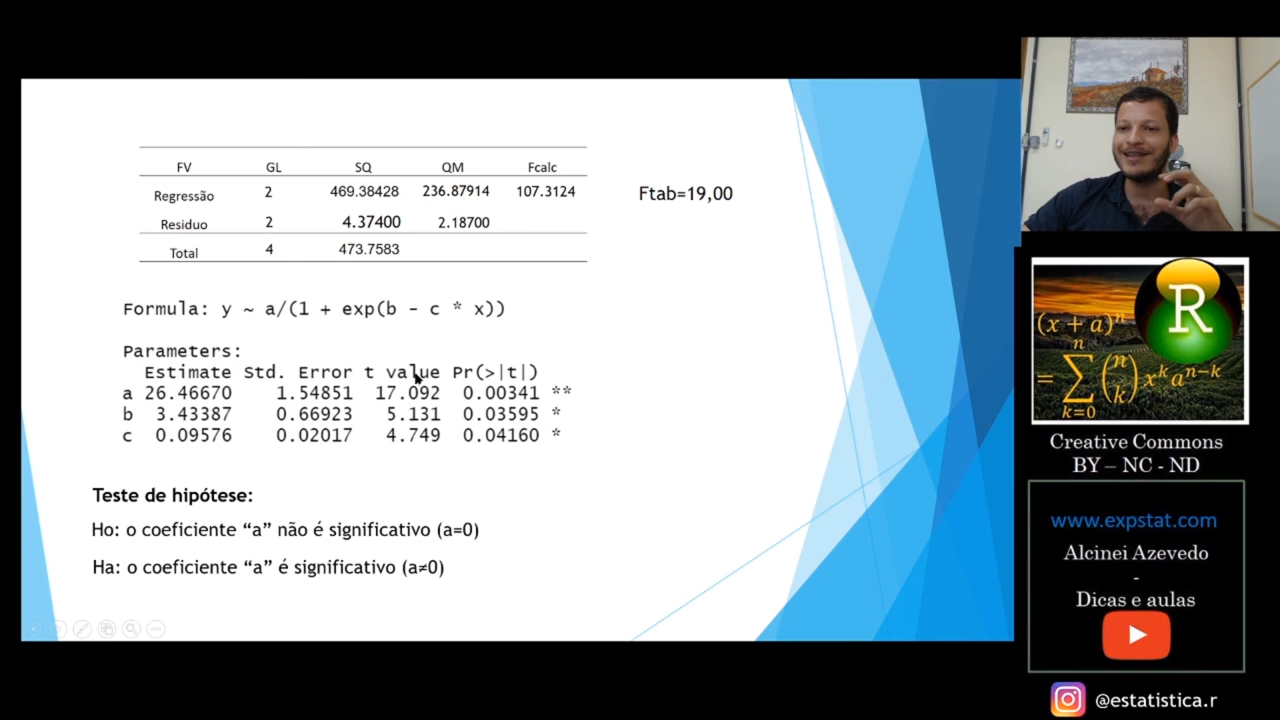 FV GL SQ QM Fcalc
Regressão 2 469.38428 236.87914 107.3124
Residuo 2 4.37400 2.18700
Total 4 473.7583
Ftab=19,00
Formula: y ~ a/(1 + exp(b - c * x))
Parameters:
Estimate Std. Error t value Pr(>|t|)
a 26.46670 1.54851 17.092 0.00341 **
b 3.43387 0.66923 5.131 0.03595 *
c 0.09576 0.02017 4.749 0.04160 *
Teste de hipótese:
Ho: o coeficiente “a” não é significativo (a=0)
Ha: o coeficiente “a” é significativo (a≠0)
R
(x + a)^n
= ∑_{k=0}^{n} (n k) x^k a^{n-k}
Creative Commons
BY – NC - ND
www.expstat.com
Alcinei Azevedo
-
Dicas e aulas
@estatistica.r